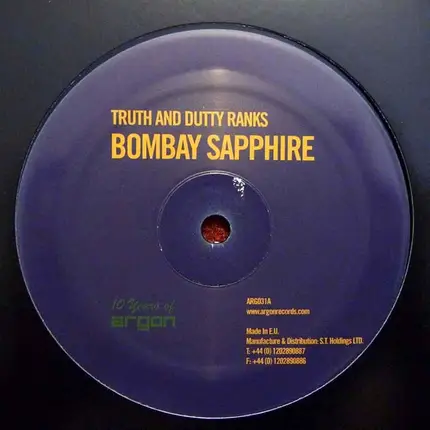 TRUTH AND DUTTY RANKS
BOMBAY SAPPHIRE
10 Years of
argon
ARG031A
www.argonrecords.com
Made In E.U.
Manufacture & Distribution: S.T. Holdings LTD.
T: +44 (0) 1202890887
F: +44 (0) 1202890886